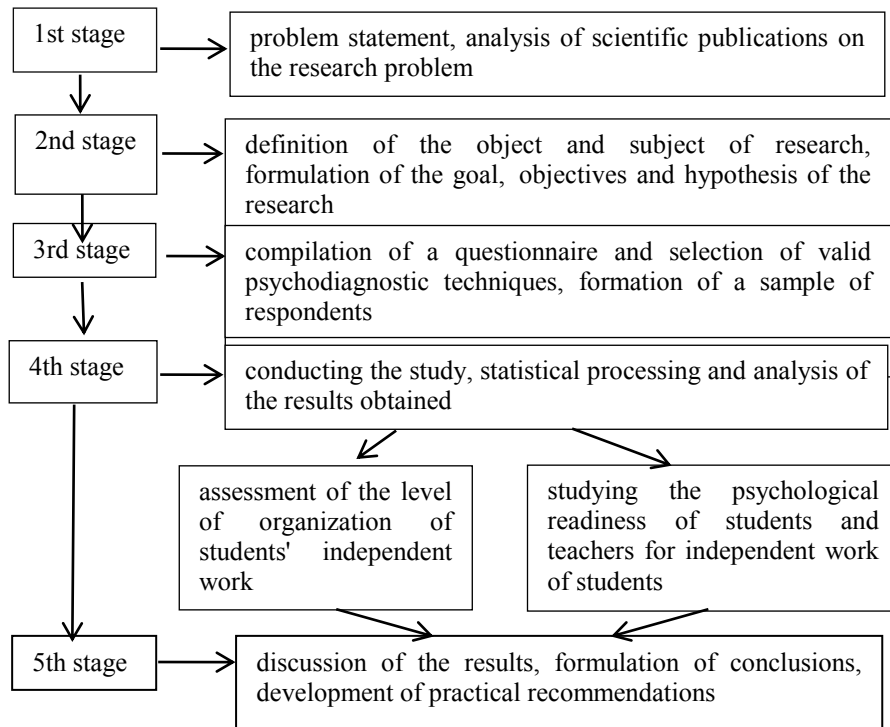 1st stage
problem statement, analysis of scientific publications on
the research problem
2nd stage
definition of the object and subject of research,
formulation of the goal, objectives and hypothesis of the
research
3rd stage
compilation of a questionnaire and selection of valid
psychodiagnostic techniques, formation of a sample of
respondents
4th stage
conducting the study, statistical processing and analysis of
the results obtained
assessment of the level
of organization of
students' independent
work
studying the psychological
readiness of students and
teachers for independent work
of students
5th stage
discussion of the results, formulation of conclusions,
development of practical recommendations